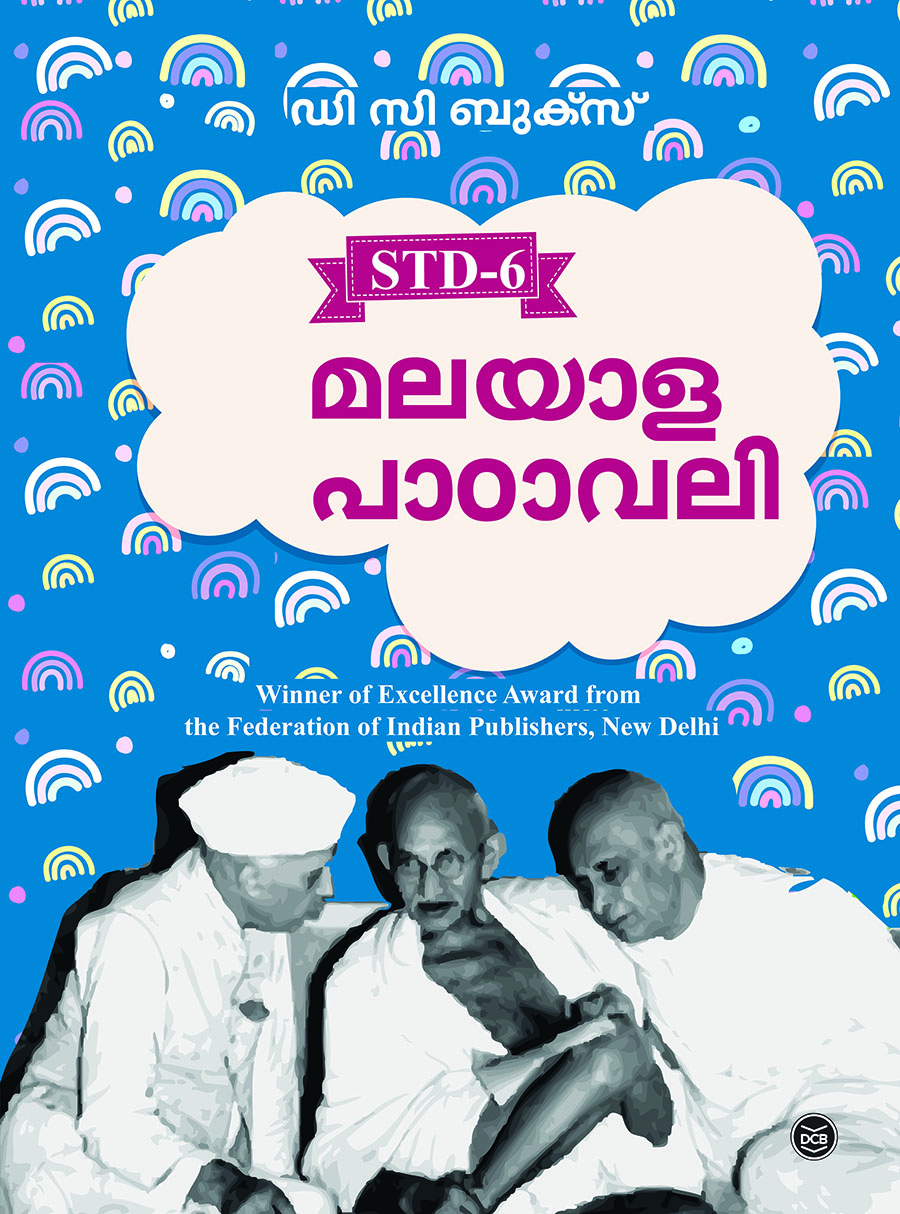 ഡി സി ബുക്സ്
STD-6
മലയാള
പാഠാവലി
Winner of Excellence Award from
the Federation of Indian Publishers, New Delhi
DCB